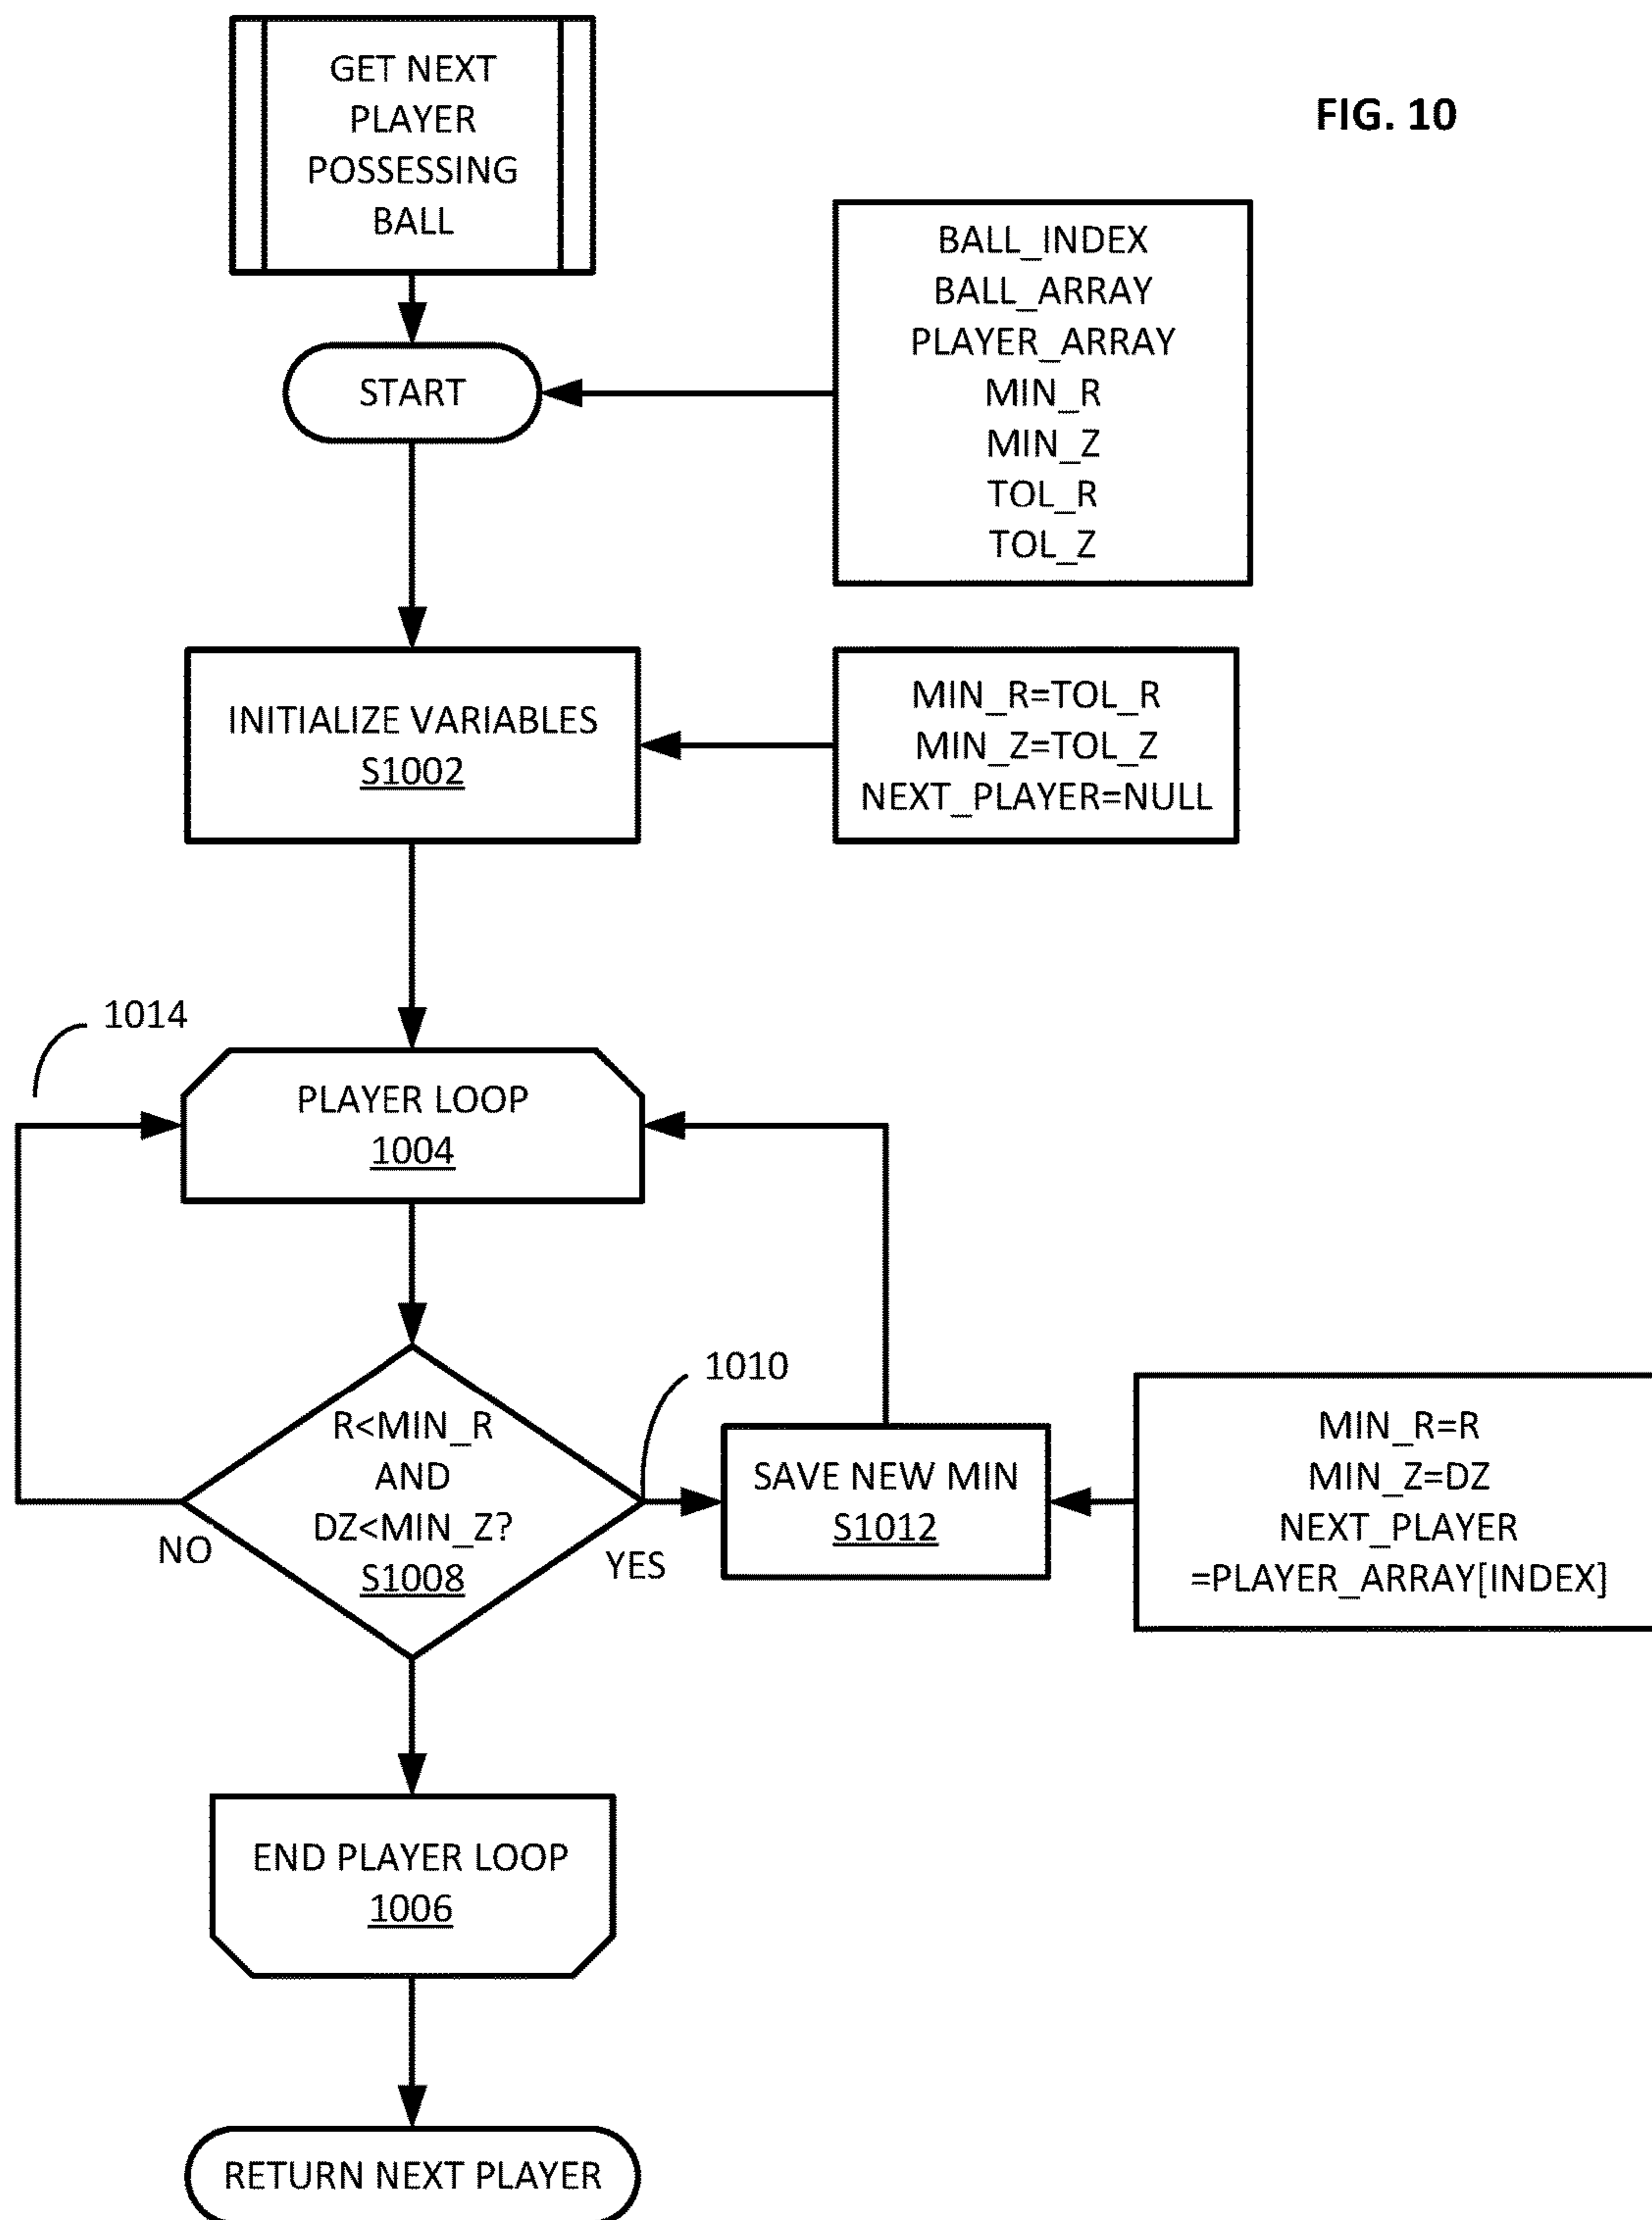 GET NEXT
PLAYER
POSSESSING
BALL
FIG. 10
BALL_INDEX
BALL_ARRAY
PLAYER_ARRAY
MIN_R
MIN_Z
TOL_R
TOL_Z
START
INITIALIZE VARIABLES
S1002
MIN_R=TOL_R
MIN_Z=TOL_Z
NEXT_PLAYER=NULL
1014
PLAYER LOOP
1004
1010
R<MIN_R
AND
DZ<MIN_Z?
S1008
NO
YES
SAVE NEW MIN
S1012
MIN_R=R
MIN_Z=DZ
NEXT_PLAYER
=PLAYER_ARRAY[INDEX]
END PLAYER LOOP
1006
RETURN NEXT PLAYER